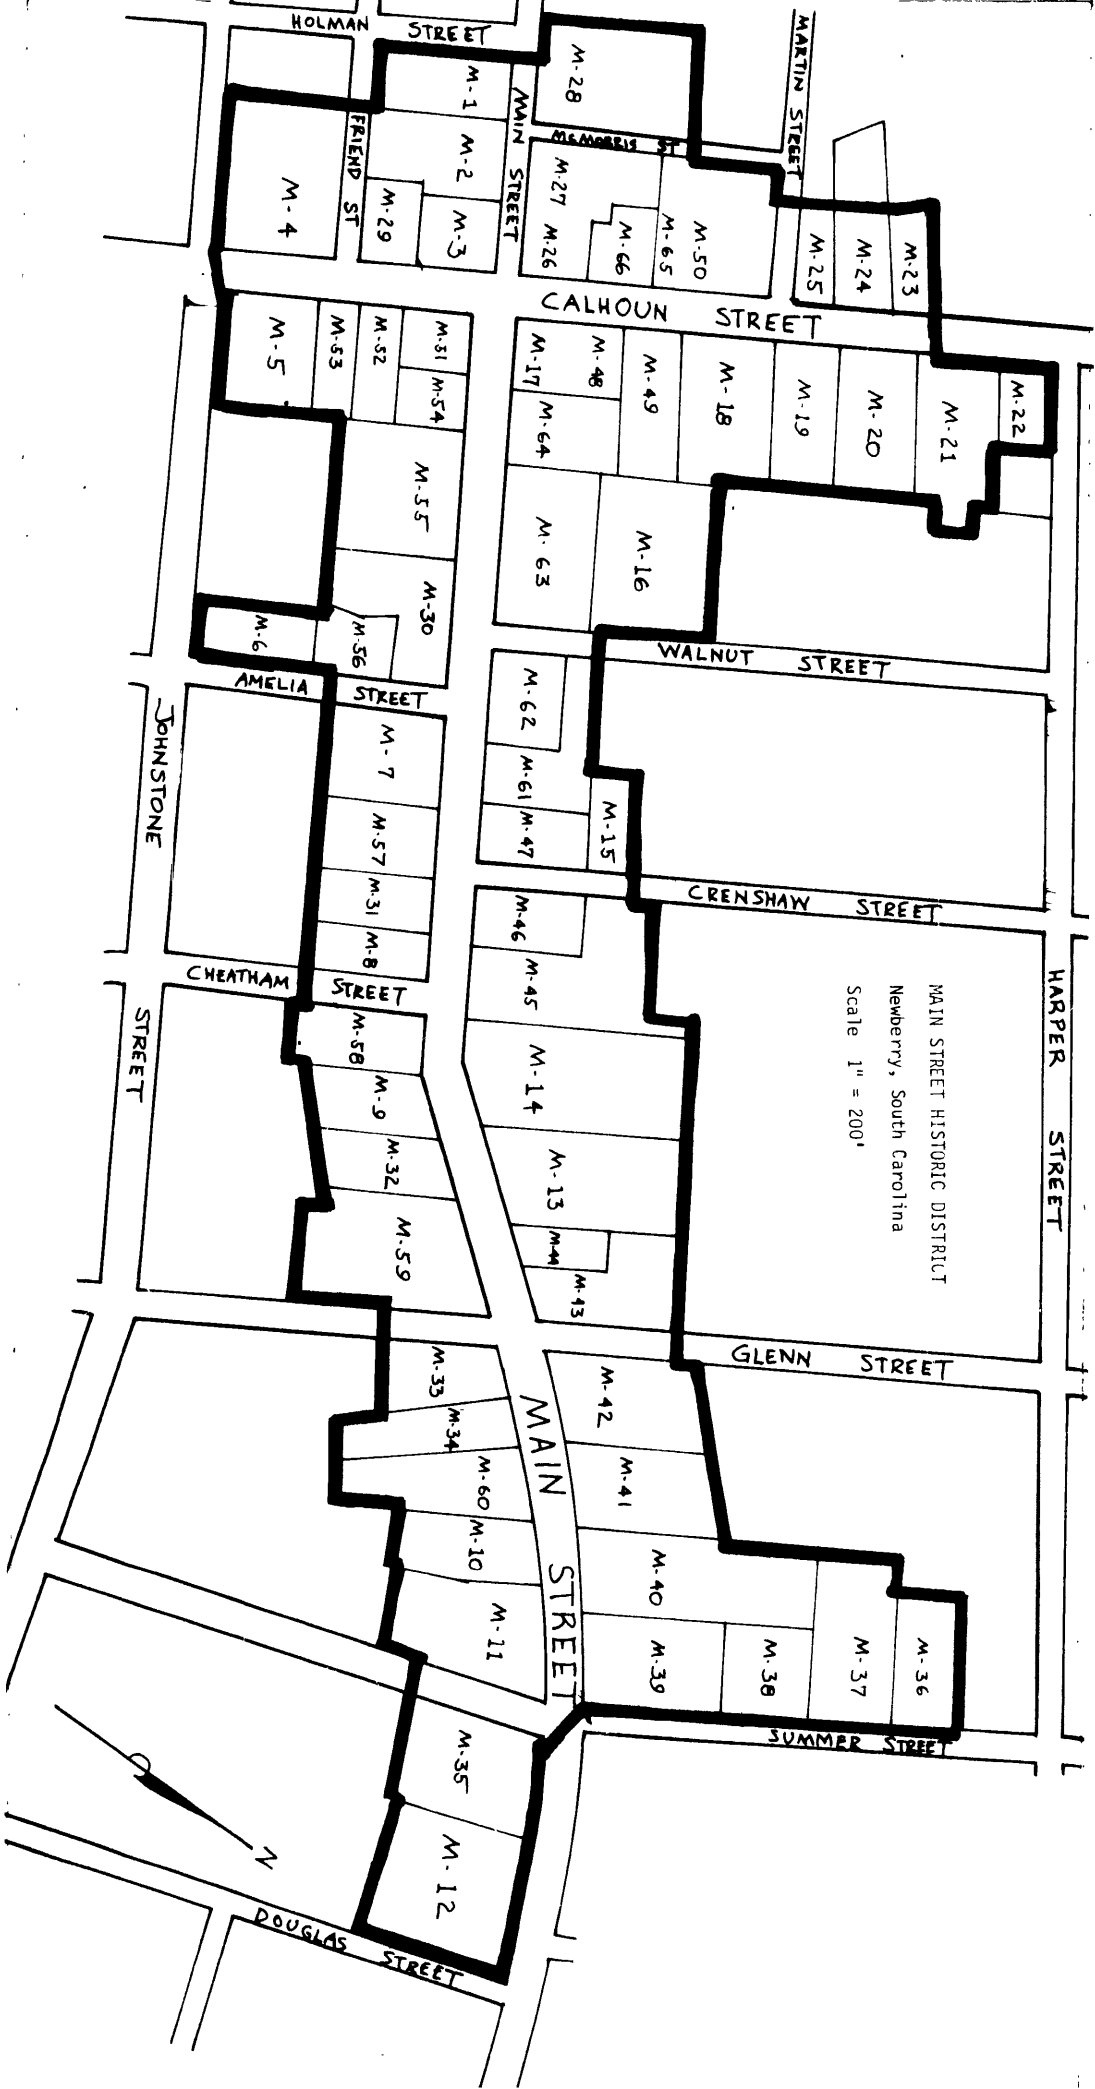 HOLMAN STREET
MARTIN STREET
M-28
M-1
MAIN STREET
McMORRIS ST
FRIEND ST
M-2
M-27
M-4
M-29
M-3
M-26
M-66
M-65
M-50
M-25
M-24
M-23
CALHOUN STREET
M-5
M-53
M-52
M-51
M-54
M-17
M-48
M-49
M-18
M-19
M-20
M-21
M-22
M-64
M-55
M-63
M-16
M-30
M-6
M-56
WALNUT STREET
AMELIA STREET
JOHNSTONE STREET
M-62
M-7
M-61
M-57
M-47
M-15
M-31
M-8
CRENSHAW STREET
M-46
CHEATHAM STREET
M-45
HARPER STREET
MAIN STREET HISTORIC DISTRICT
Newberry, South Carolina
Scale 1" = 200'
M-58
M-14
M-9
M-32
M-13
M-59
M-44
M-43
GLENN STREET
M-33
M-42
M-34
MAIN STREET
M-60
M-41
M-10
M-40
M-11
M-39
M-38
M-37
M-36
SUMMER STREET
M-35
M-12
N
DOUGLAS STREET